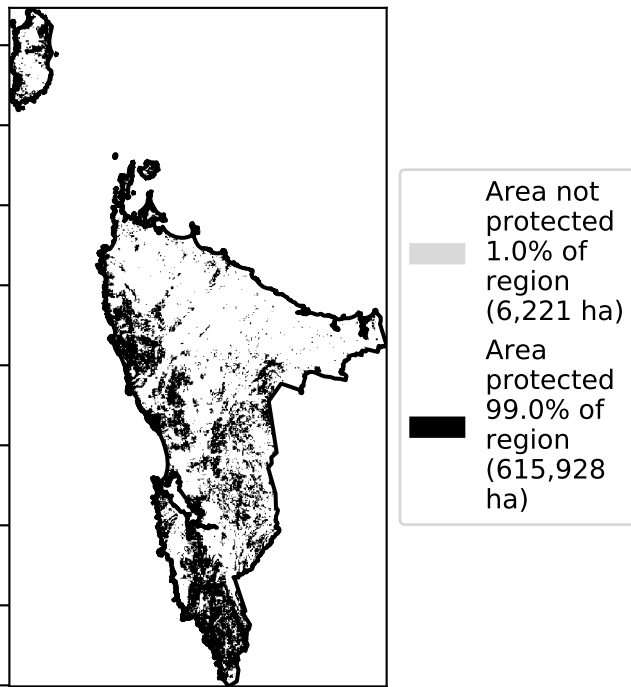 Area not
protected
1.0% of
region
(6,221 ha)
Area
protected
99.0% of
region
(615,928
ha)